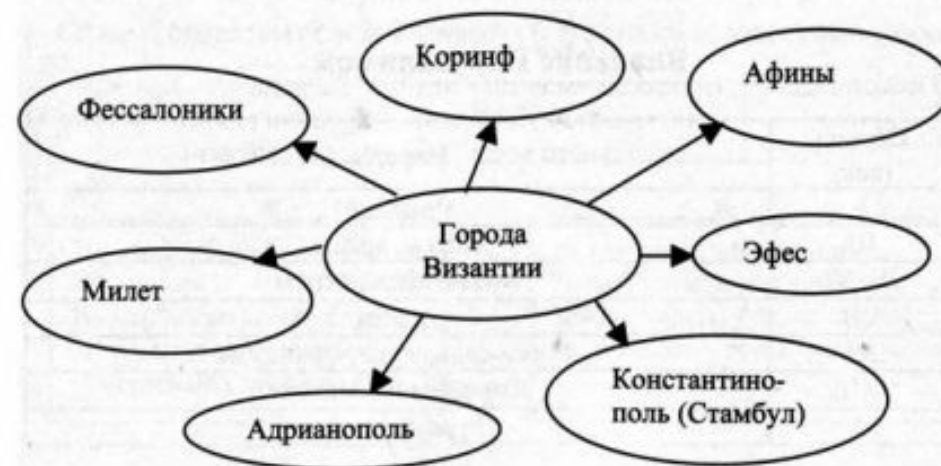 Коринф
Афины
Фессалоники
Города
Византии
Эфес
Милет
Константино-
поль (Стамбул)
Адрианополь